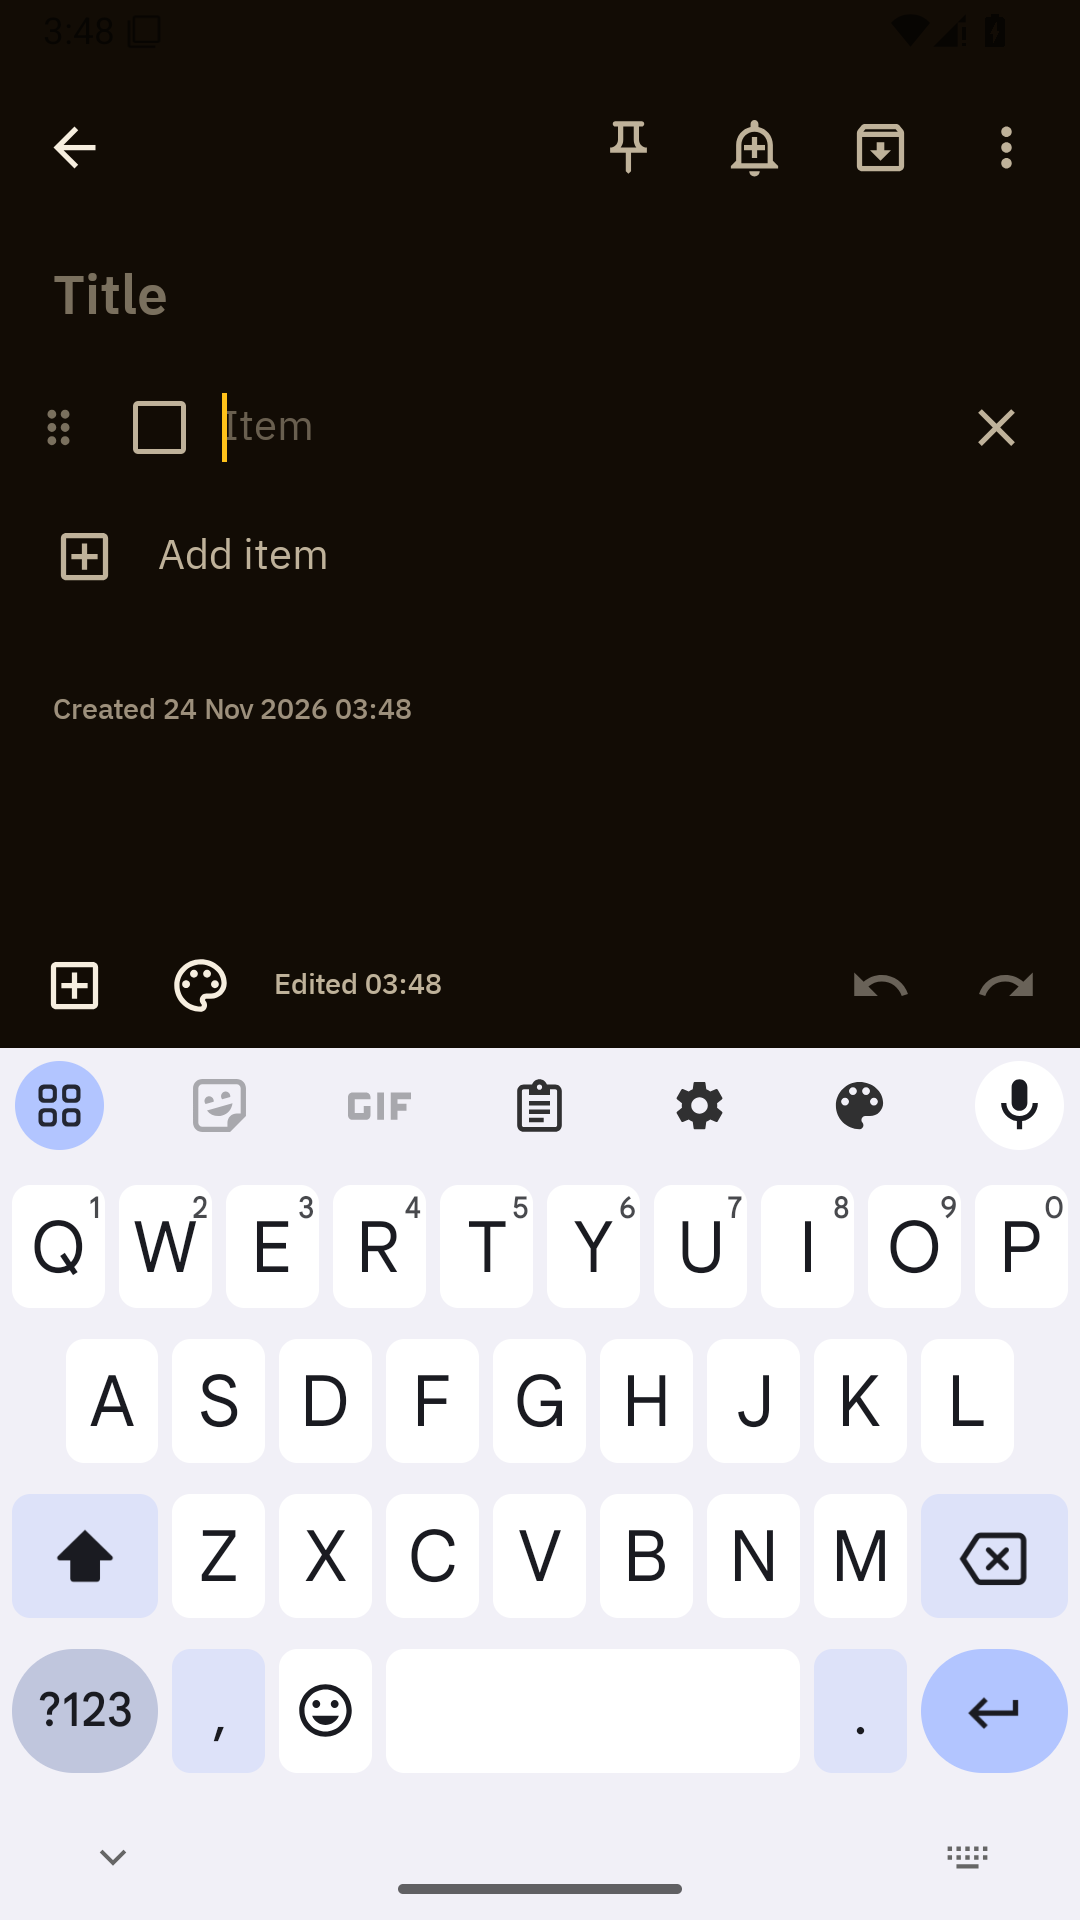 3:48
Title
Item
Add item
Created 24 Nov 2026 03:48
Edited 03:48
GIF
Q 1 W 2 E 3 R 4 T 5 Y 6 U 7 I 8 O 9 P 0
A S D F G H J K L
Z X C V B N M
?123 , .